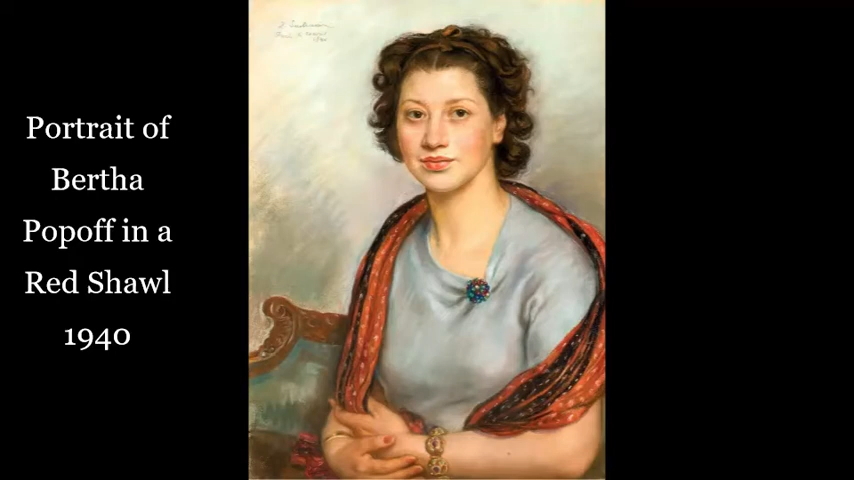 Portrait of
Bertha
Popoff in a
Red Shawl
1940